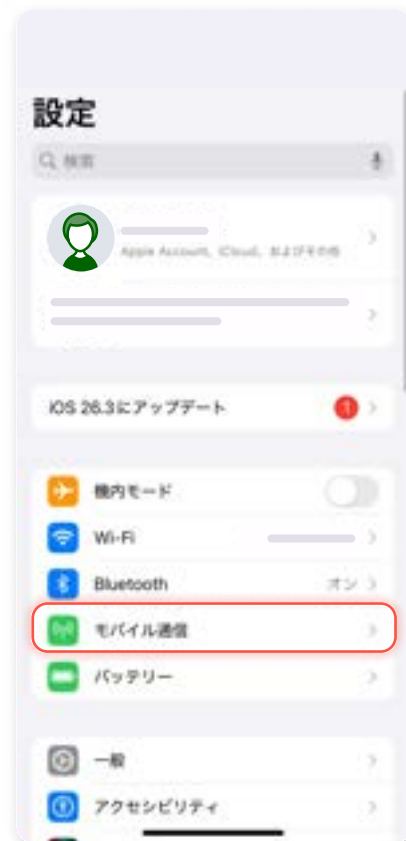 設定
検索
Apple Account、iCloud、およびその他
iOS 26.3にアップデート
1
機内モード
Wi-Fi
Bluetooth
オン
モバイル通信
バッテリー
一般
アクセシビリティ